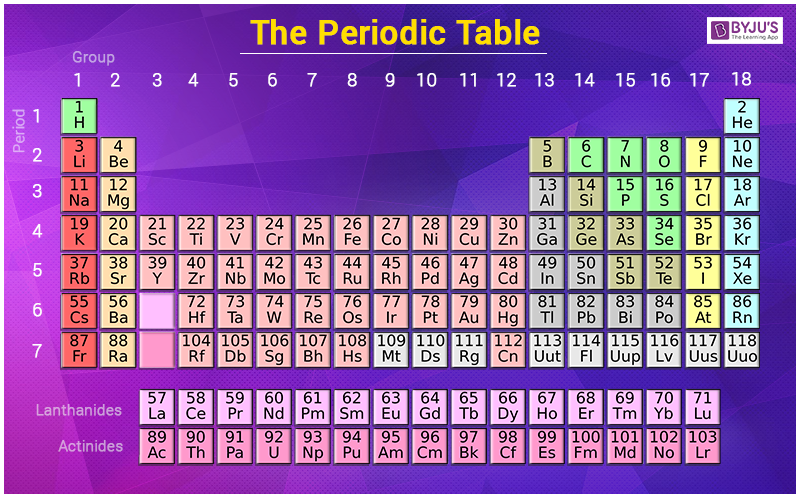 The Periodic Table
BYJU'S
The Learning App
Group
1 2 3 4 5 6 7 8 9 10 11 12 13 14 15 16 17 18
Period
1
1 2
H He
2
3 4 5 6 7 8 9 10
Li Be B C N O F Ne
3
11 12 13 14 15 16 17 18
Na Mg Al Si P S Cl Ar
4
19 20 21 22 23 24 25 26 27 28 29 30 31 32 33 34 35 36
K Ca Sc Ti V Cr Mn Fe Co Ni Cu Zn Ga Ge As Se Br Kr
5
37 38 39 40 41 42 43 44 45 46 47 48 49 50 51 52 53 54
Rb Sr Y Zr Nb Mo Tc Ru Rh Pd Ag Cd In Sn Sb Te I Xe
6
55 56 72 73 74 75 76 77 78 79 80 81 82 83 84 85 86
Cs Ba Hf Ta W Re Os Ir Pt Au Hg Tl Pb Bi Po At Rn
7
87 88 104 105 106 107 108 109 110 111 112 113 114 115 116 117 118
Fr Ra Rf Db Sg Bh Hs Mt Ds Rg Cn Uut Fl Uup Lv Uus Uuo
Lanthanides
57 58 59 60 61 62 63 64 65 66 67 68 69 70 71
La Ce Pr Nd Pm Sm Eu Gd Tb Dy Ho Er Tm Yb Lu
Actinides
89 90 91 92 93 94 95 96 97 98 99 100 101 102 103
Ac Th Pa U Np Pu Am Cm Bk Cf Es Fm Md No Lr